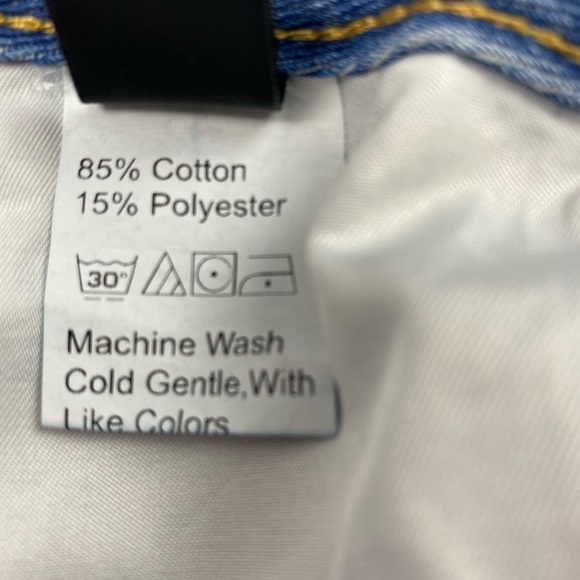 85% Cotton
15% Polyester
30°
Machine Wash
Cold Gentle,With
Like Colors